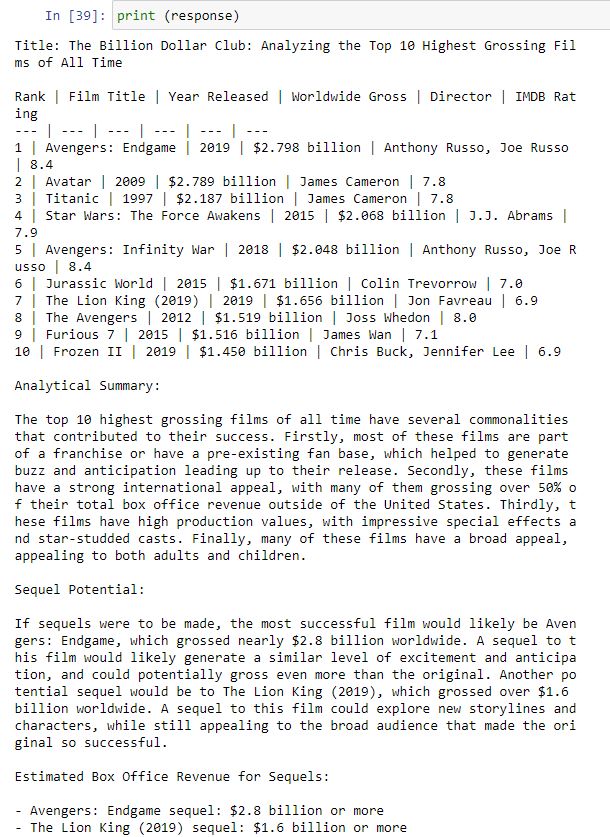 In [39]: print (response)
Title: The Billion Dollar Club: Analyzing the Top 10 Highest Grossing Fil
ms of All Time
Rank | Film Title | Year Released | Worldwide Gross | Director | IMDB Rat
ing
--- | --- | --- | --- | --- | ---
1 | Avengers: Endgame | 2019 | $2.798 billion | Anthony Russo, Joe Russo
| 8.4
2 | Avatar | 2009 | $2.789 billion | James Cameron | 7.8
3 | Titanic | 1997 | $2.187 billion | James Cameron | 7.8
4 | Star Wars: The Force Awakens | 2015 | $2.068 billion | J.J. Abrams |
7.9
5 | Avengers: Infinity War | 2018 | $2.048 billion | Anthony Russo, Joe R
usso | 8.4
6 | Jurassic World | 2015 | $1.671 billion | Colin Trevorrow | 7.0
7 | The Lion King (2019) | 2019 | $1.656 billion | Jon Favreau | 6.9
8 | The Avengers | 2012 | $1.519 billion | Joss Whedon | 8.0
9 | Furious 7 | 2015 | $1.516 billion | James Wan | 7.1
10 | Frozen II | 2019 | $1.450 billion | Chris Buck, Jennifer Lee | 6.9
Analytical Summary:
The top 10 highest grossing films of all time have several commonalities
that contributed to their success. Firstly, most of these films are part
of a franchise or have a pre-existing fan base, which helped to generate
buzz and anticipation leading up to their release. Secondly, these films
have a strong international appeal, with many of them grossing over 50% o
f their total box office revenue outside of the United States. Thirdly, t
hese films have high production values, with impressive special effects a
nd star-studded casts. Finally, many of these films have a broad appeal,
appealing to both adults and children.
Sequel Potential:
If sequels were to be made, the most successful film would likely be Aven
gers: Endgame, which grossed nearly $2.8 billion worldwide. A sequel to t
his film would likely generate a similar level of excitement and anticipa
tion, and could potentially gross even more than the original. Another po
tential sequel would be to The Lion King (2019), which grossed over $1.6
billion worldwide. A sequel to this film could explore new storylines and
characters, while still appealing to the broad audience that made the ori
ginal so successful.
Estimated Box Office Revenue for Sequels:
- Avengers: Endgame sequel: $2.8 billion or more
- The Lion King (2019) sequel: $1.6 billion or more